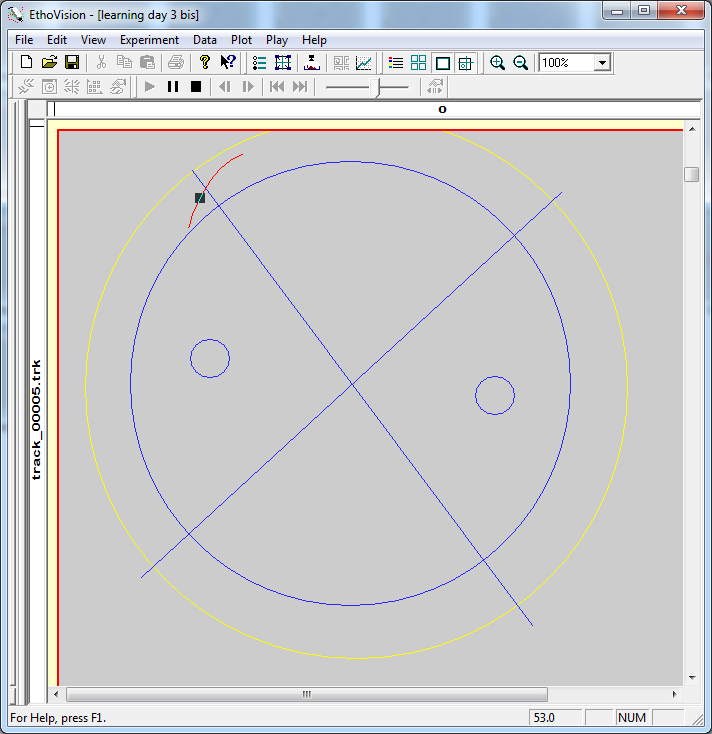 EthoVision - [learning day 3 bis]
File Edit View Experiment Data Plot Play Help
100%
o
track_00005.trk
For Help, press F1.
53.0
NUM